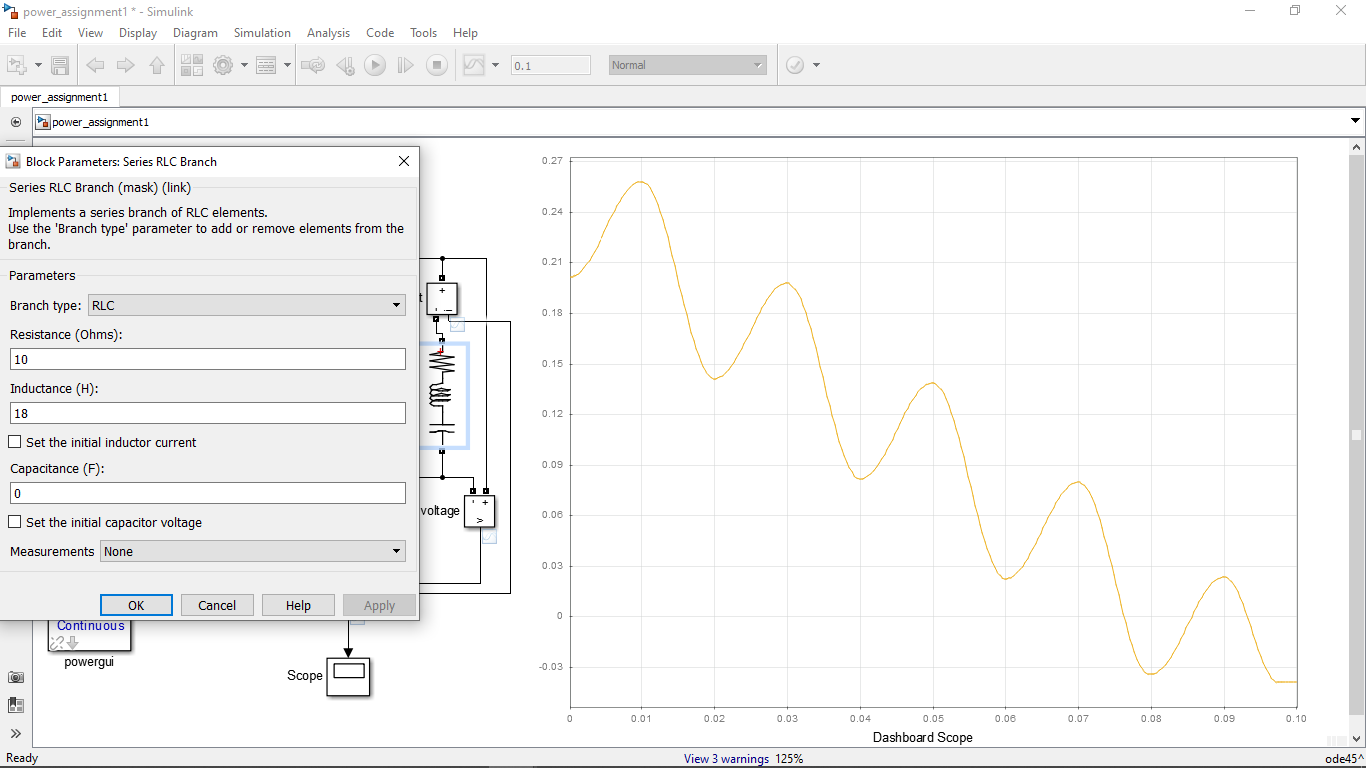 power_assignment1 * - Simulink
File Edit View Display Diagram Simulation Analysis Code Tools Help
0.1 Normal
power_assignment1
power_assignment1
Block Parameters: Series RLC Branch
Series RLC Branch (mask) (link)
Implements a series branch of RLC elements.
Use the 'Branch type' parameter to add or remove elements from the
branch.
Parameters
Branch type: RLC
Resistance (Ohms):
10
Inductance (H):
18
Set the initial inductor current
Capacitance (F):
0
Set the initial capacitor voltage
Measurements None
OK Cancel Help Apply
t
+
-
i
+
voltage
- +
v
Continuous
powergui
Scope
0.27
0.24
0.21
0.18
0.15
0.12
0.09
0.06
0.03
0
-0.03
0 0.01 0.02 0.03 0.04 0.05 0.06 0.07 0.08 0.09 0.10
Dashboard Scope
Ready View 3 warnings 125% ode45